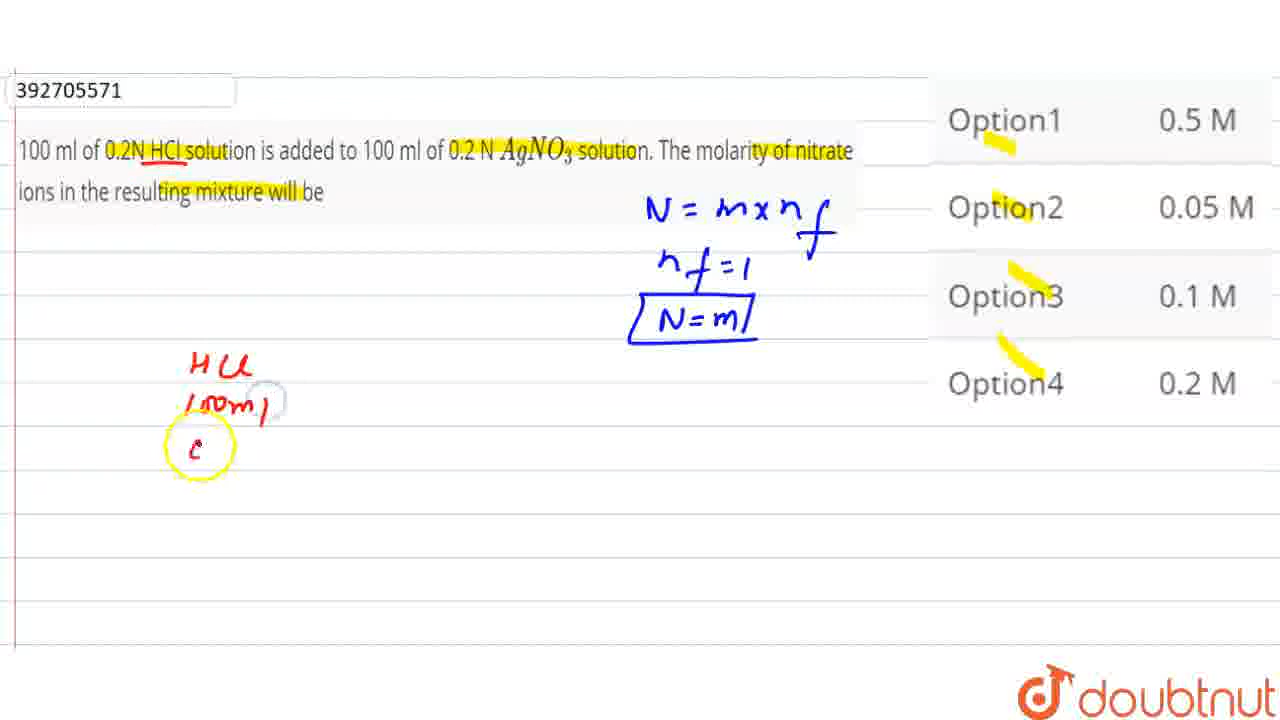 392705571
100 ml of 0.2N HCl solution is added to 100 ml of 0.2 N AgNO₃ solution. The molarity of nitrate
ions in the resulting mixture will be
N = m x n f
n f = 1
N = m
HCl
100ml
Option1 0.5 M
Option2 0.05 M
Option3 0.1 M
Option4 0.2 M
doubtnut